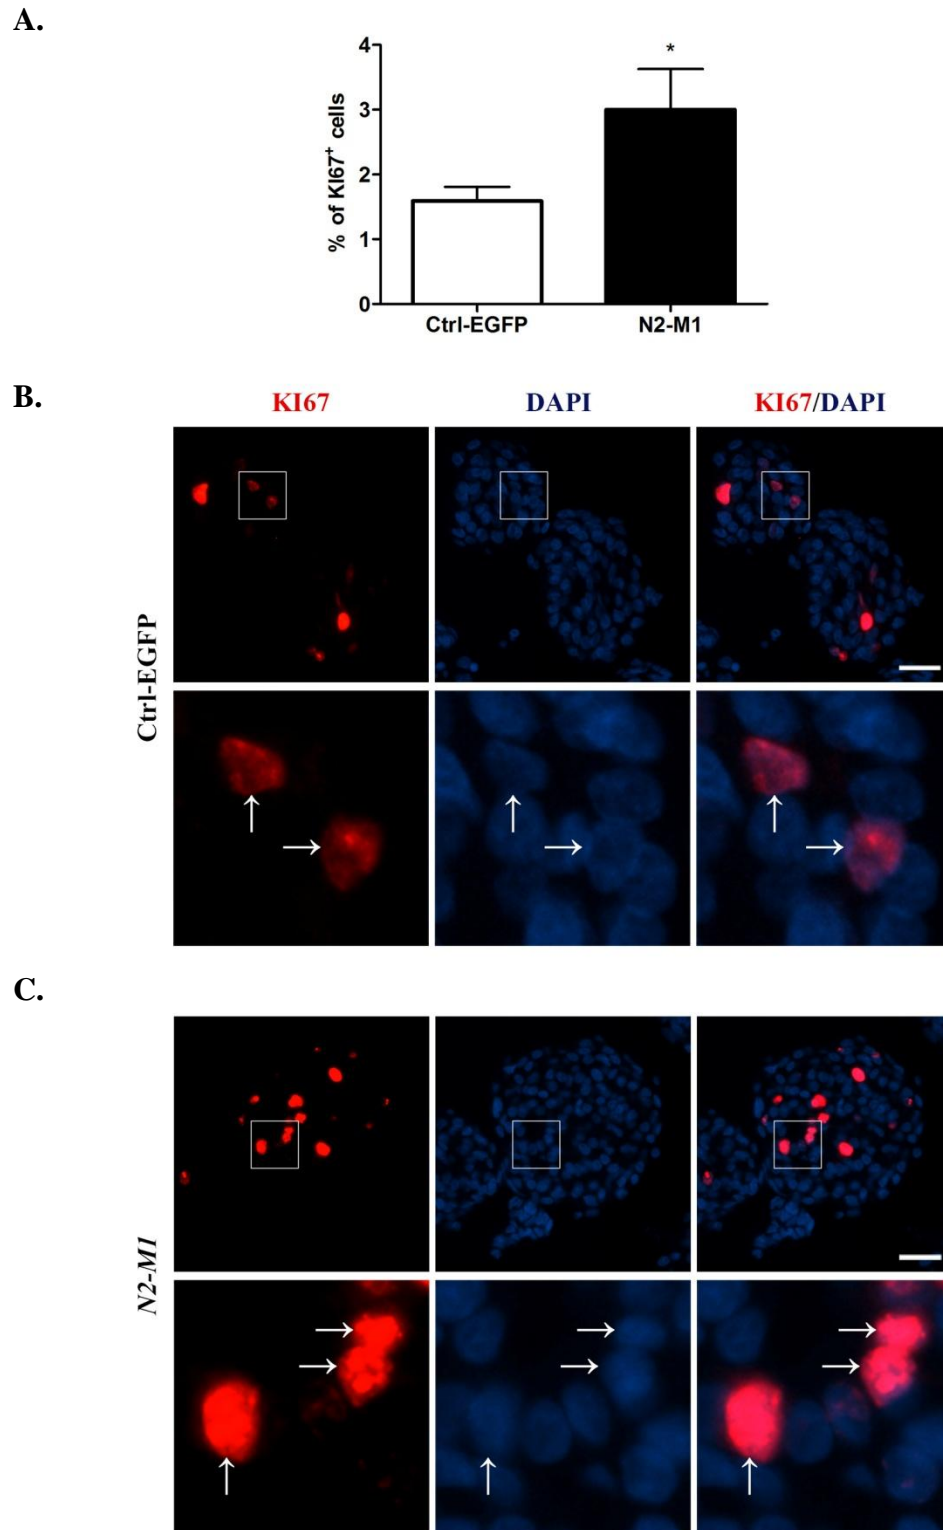 A.
*
4
3
2
1
0
% of KI67⁺ cells
Ctrl-EGFP N2-M1
B.
KI67 DAPI KI67/DAPI
Ctrl-EGFP
C.
N2-M1